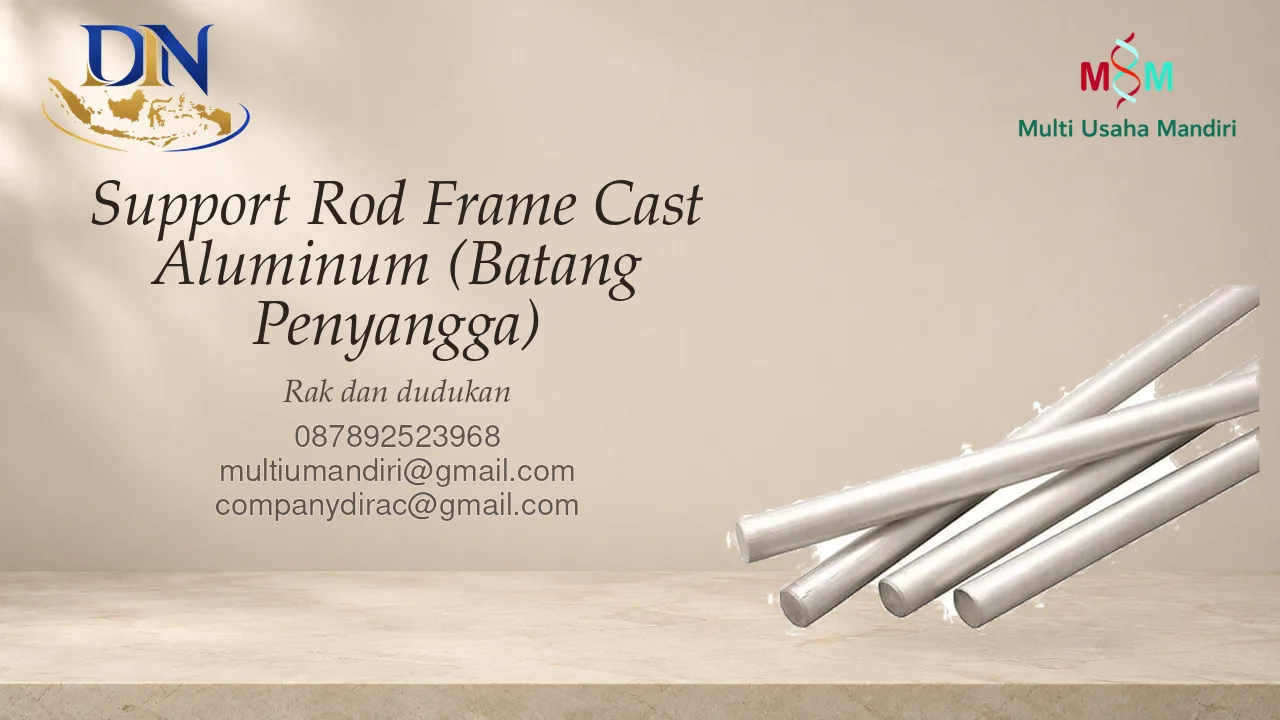 DIN
M M
Multi Usaha Mandiri
Support Rod Frame Cast
Aluminum (Batang
Penyangga)
Rak dan dudukan
087892523968
multiumandiri@gmail.com
companydirac@gmail.com